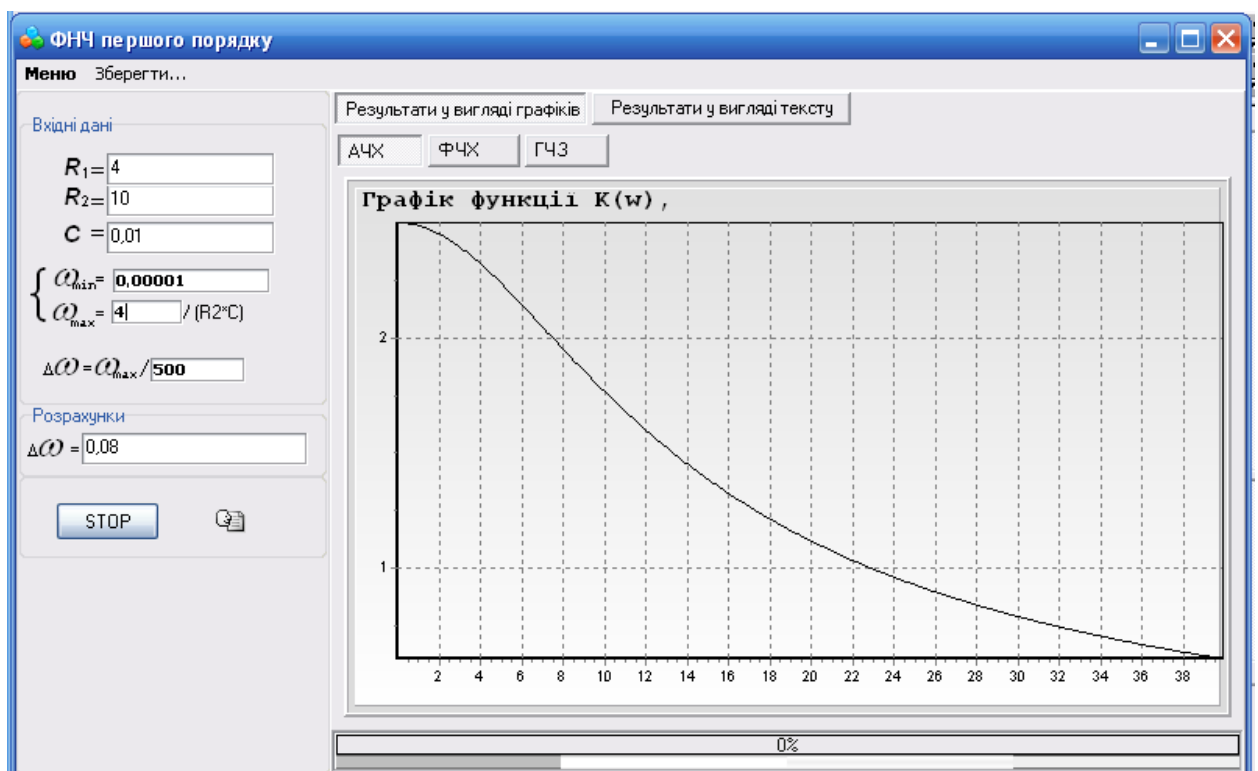 ФНЧ першого порядку
Меню Зберегти...
Вхідні дані
R1= 4
R2= 10
C = 0,01
ωmin= 0,00001
ωmax= 4 / (R2*C)
Δω=ωmax/ 500
Розрахунки
Δω = 0,08
STOP
Результати у вигляді графіків Результати у вигляді тексту
АЧХ ФЧХ ГЧЗ
Графік функції K(w),
2
1
2 4 6 8 10 12 14 16 18 20 22 24 26 28 30 32 34 36 38
0%